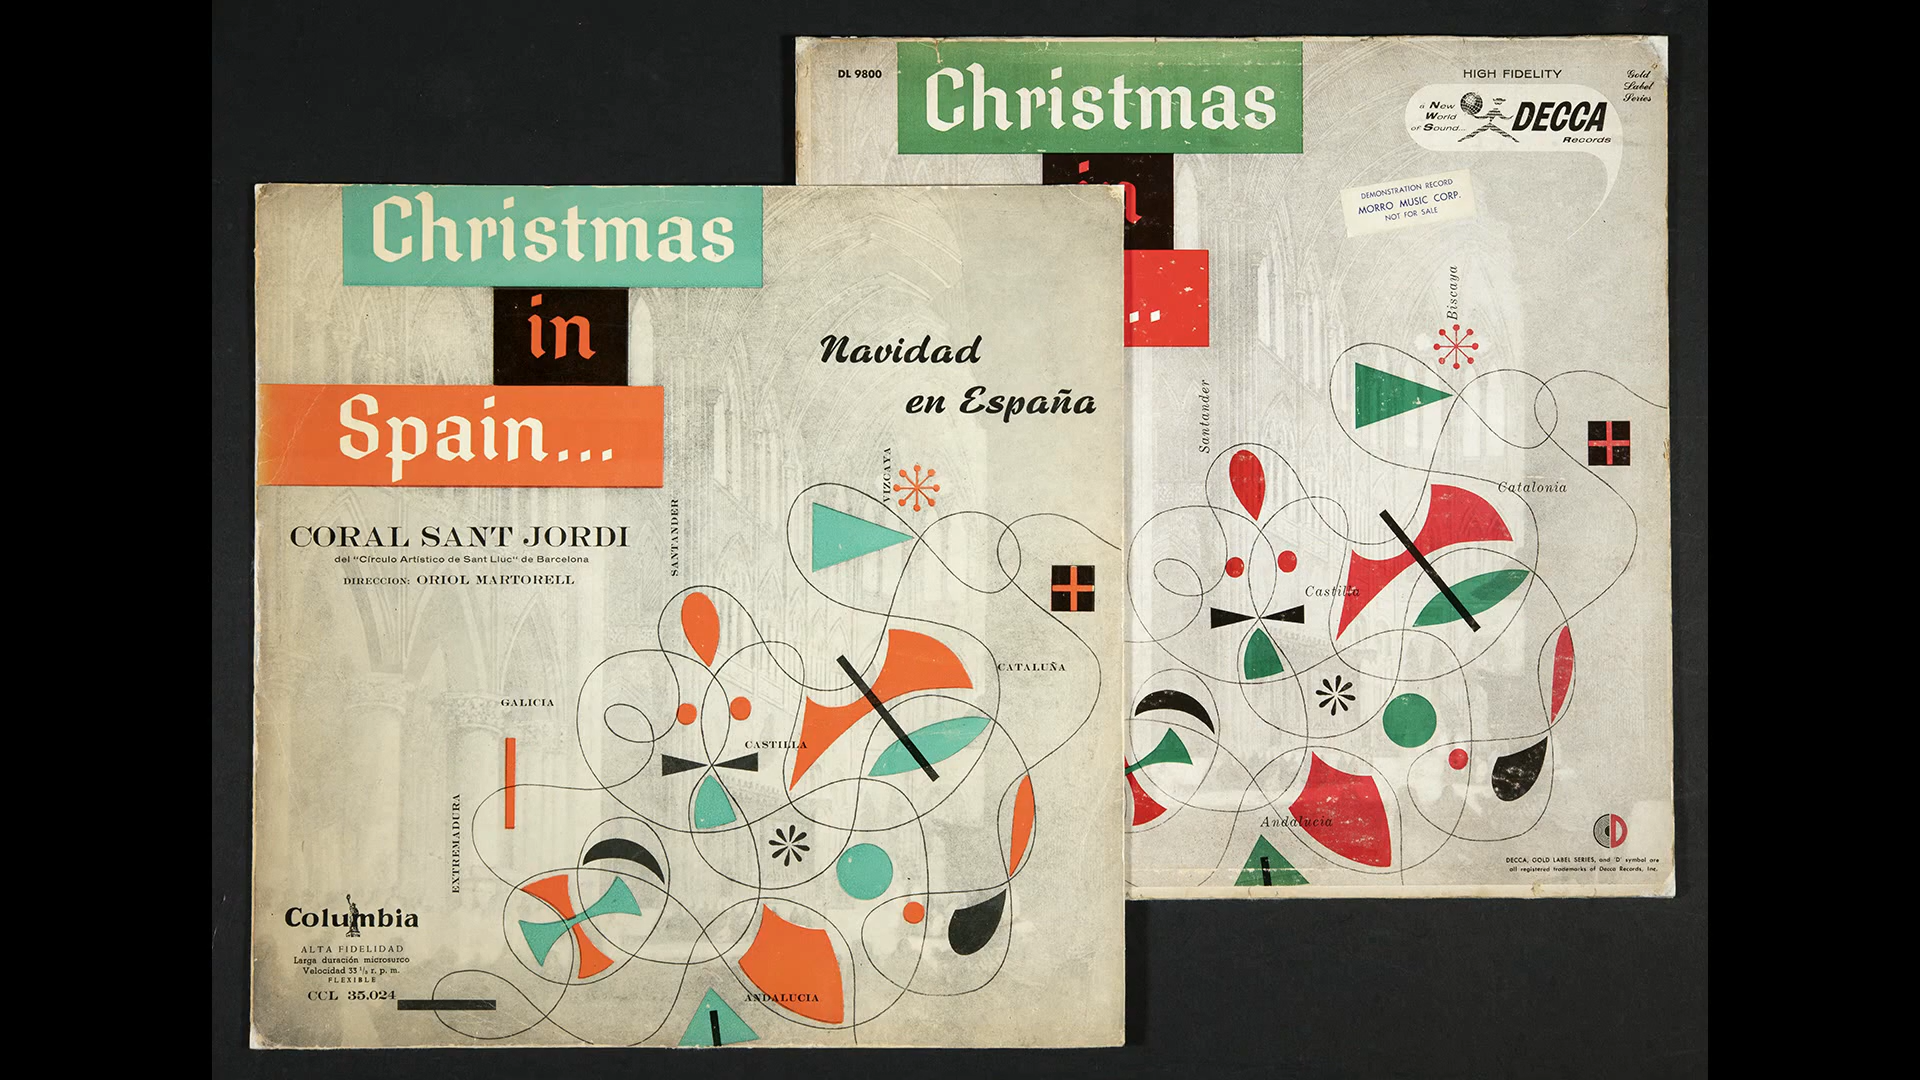 Christmas
in
Spain...
Navidad
en España
CORAL SANT JORDI
del "Círculo Artístico de Sant Lluc" de Barcelona
DIRECCION: ORIOL MARTORELL
VIZCAYA
SANTANDER
CATALUÑA
GALICIA
CASTILLA
EXTREMADURA
ANDALUCIA
Columbia
ALTA FIDELIDAD
Larga duración microsurco
Velocidad 33 1/3 r. p. m.
FLEXIBLE
CCL 35.024
DL 9800
Christmas
in
..
HIGH FIDELITY
Gold
Label
Series
a New
World
of Sound...
DECCA
Records
DEMONSTRATION RECORD
MORRO MUSIC CORP.
NOT FOR SALE
Biscaya
Santander
Catalonia
Castilla
Andalucia
D
DECCA, GOLD LABEL SERIES, and 'D' symbol are
all registered trademarks of Decca Records, Inc.